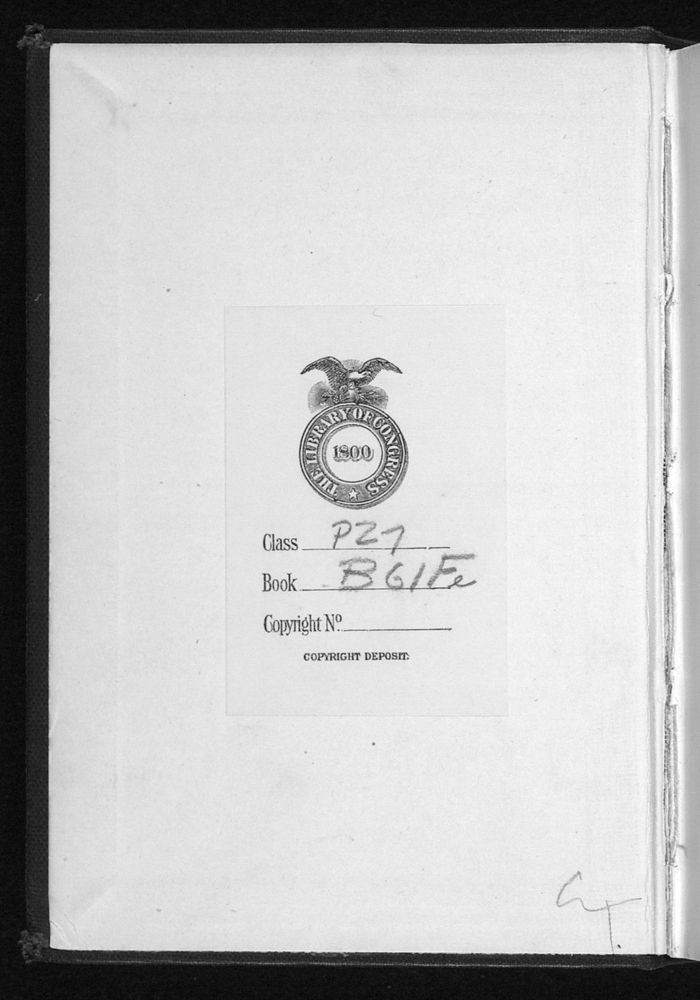 THE LIBRARY OF CONGRESS
1800
Class PZ7
Book B61Fe
Copyright Nº.
COPYRIGHT DEPOSIT.